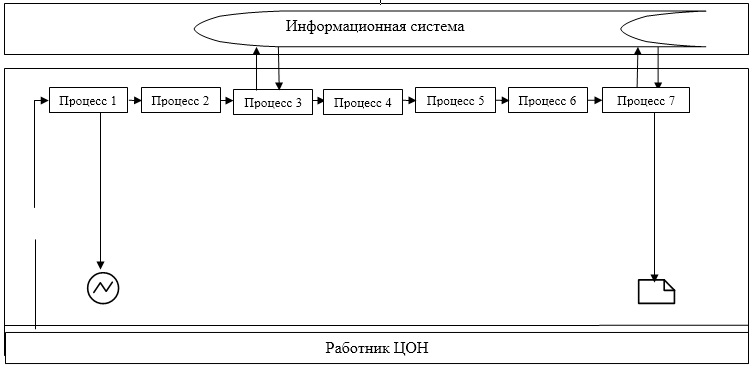 Информационная система
Процесс 1
Процесс 2
Процесс 3
Процесс 4
Процесс 5
Процесс 6
Процесс 7
Работник ЦОН